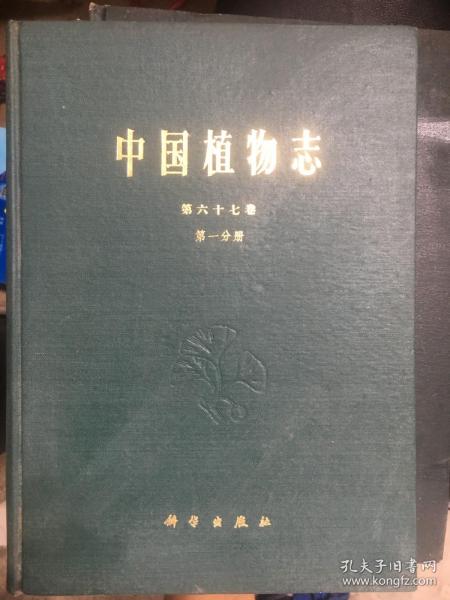 中国植物志
第六十七卷
第一分册
科学出版社
孔夫子旧书网
www.kongfz.com